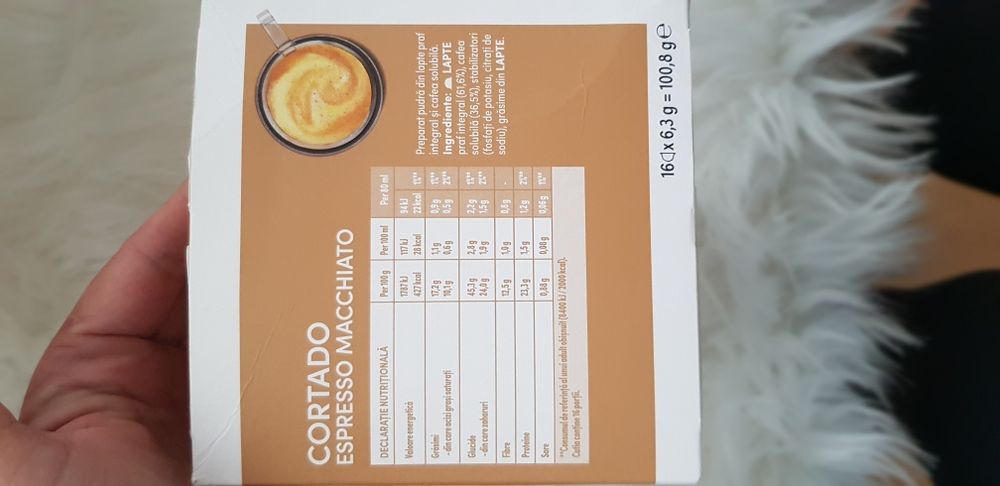 CORTADO
ESPRESSO MACCHIATO
DECLARAȚIE NUTRIȚIONALĂ Per 100 g Per 100 ml Per 80 ml
Valoare energetică 1787 kJ 117 kJ 94 kJ
427 kcal 28 kcal 22 kcal 1%**
Grăsimi 17,2 g 1,1 g 0,9 g 1%**
- din care acizi grași saturați 10,1 g 0,6 g 0,5 g 2%**
Glucide 45,3 g 2,8 g 2,2 g 1%**
- din care zaharuri 24,0 g 1,9 g 1,5 g 2%**
Fibre 12,5 g 1,0 g 0,8 g -
Proteine 23,3 g 1,5 g 1,2 g 2%**
Sare 0,88 g 0,08 g 0,06 g 1%**
**Consumul de referință al unui adult obișnuit (8400 kJ / 2000 kcal).
Cutia conține 16 porții.
Preparat pudră din lapte praf
integral și cafea solubilă.
Ingrediente: LAPTE
praf integral (61,6%), cafea
solubilă (36,5%), stabilizatori
(fosfați de potasiu, citrați de
sodiu), grăsime din LAPTE.
16 x 6,3 g = 100,8 g ℮